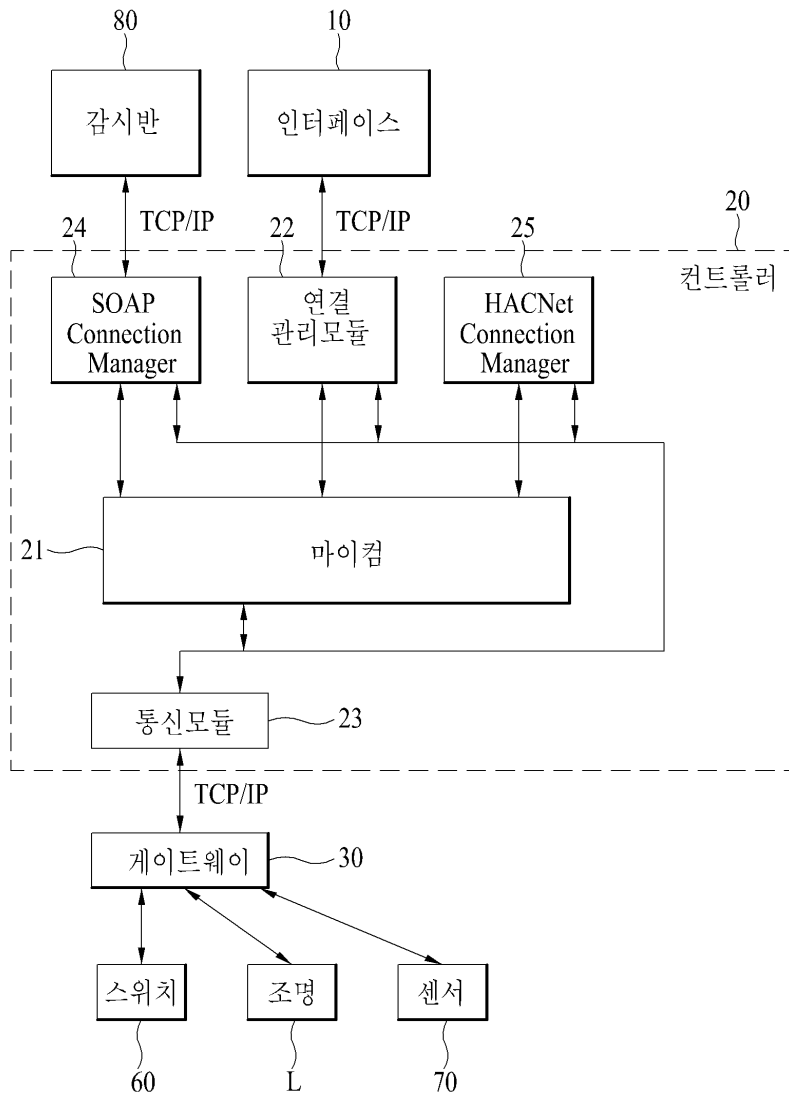 80
10
감시반
인터페이스
TCP/IP
TCP/IP
24
22
25
20
컨트롤러
SOAP
Connection
Manager
연결
관리모듈
HACNet
Connection
Manager
21
마이컴
통신모듈
23
TCP/IP
게이트웨이
30
스위치
조명
센서
60
L
70